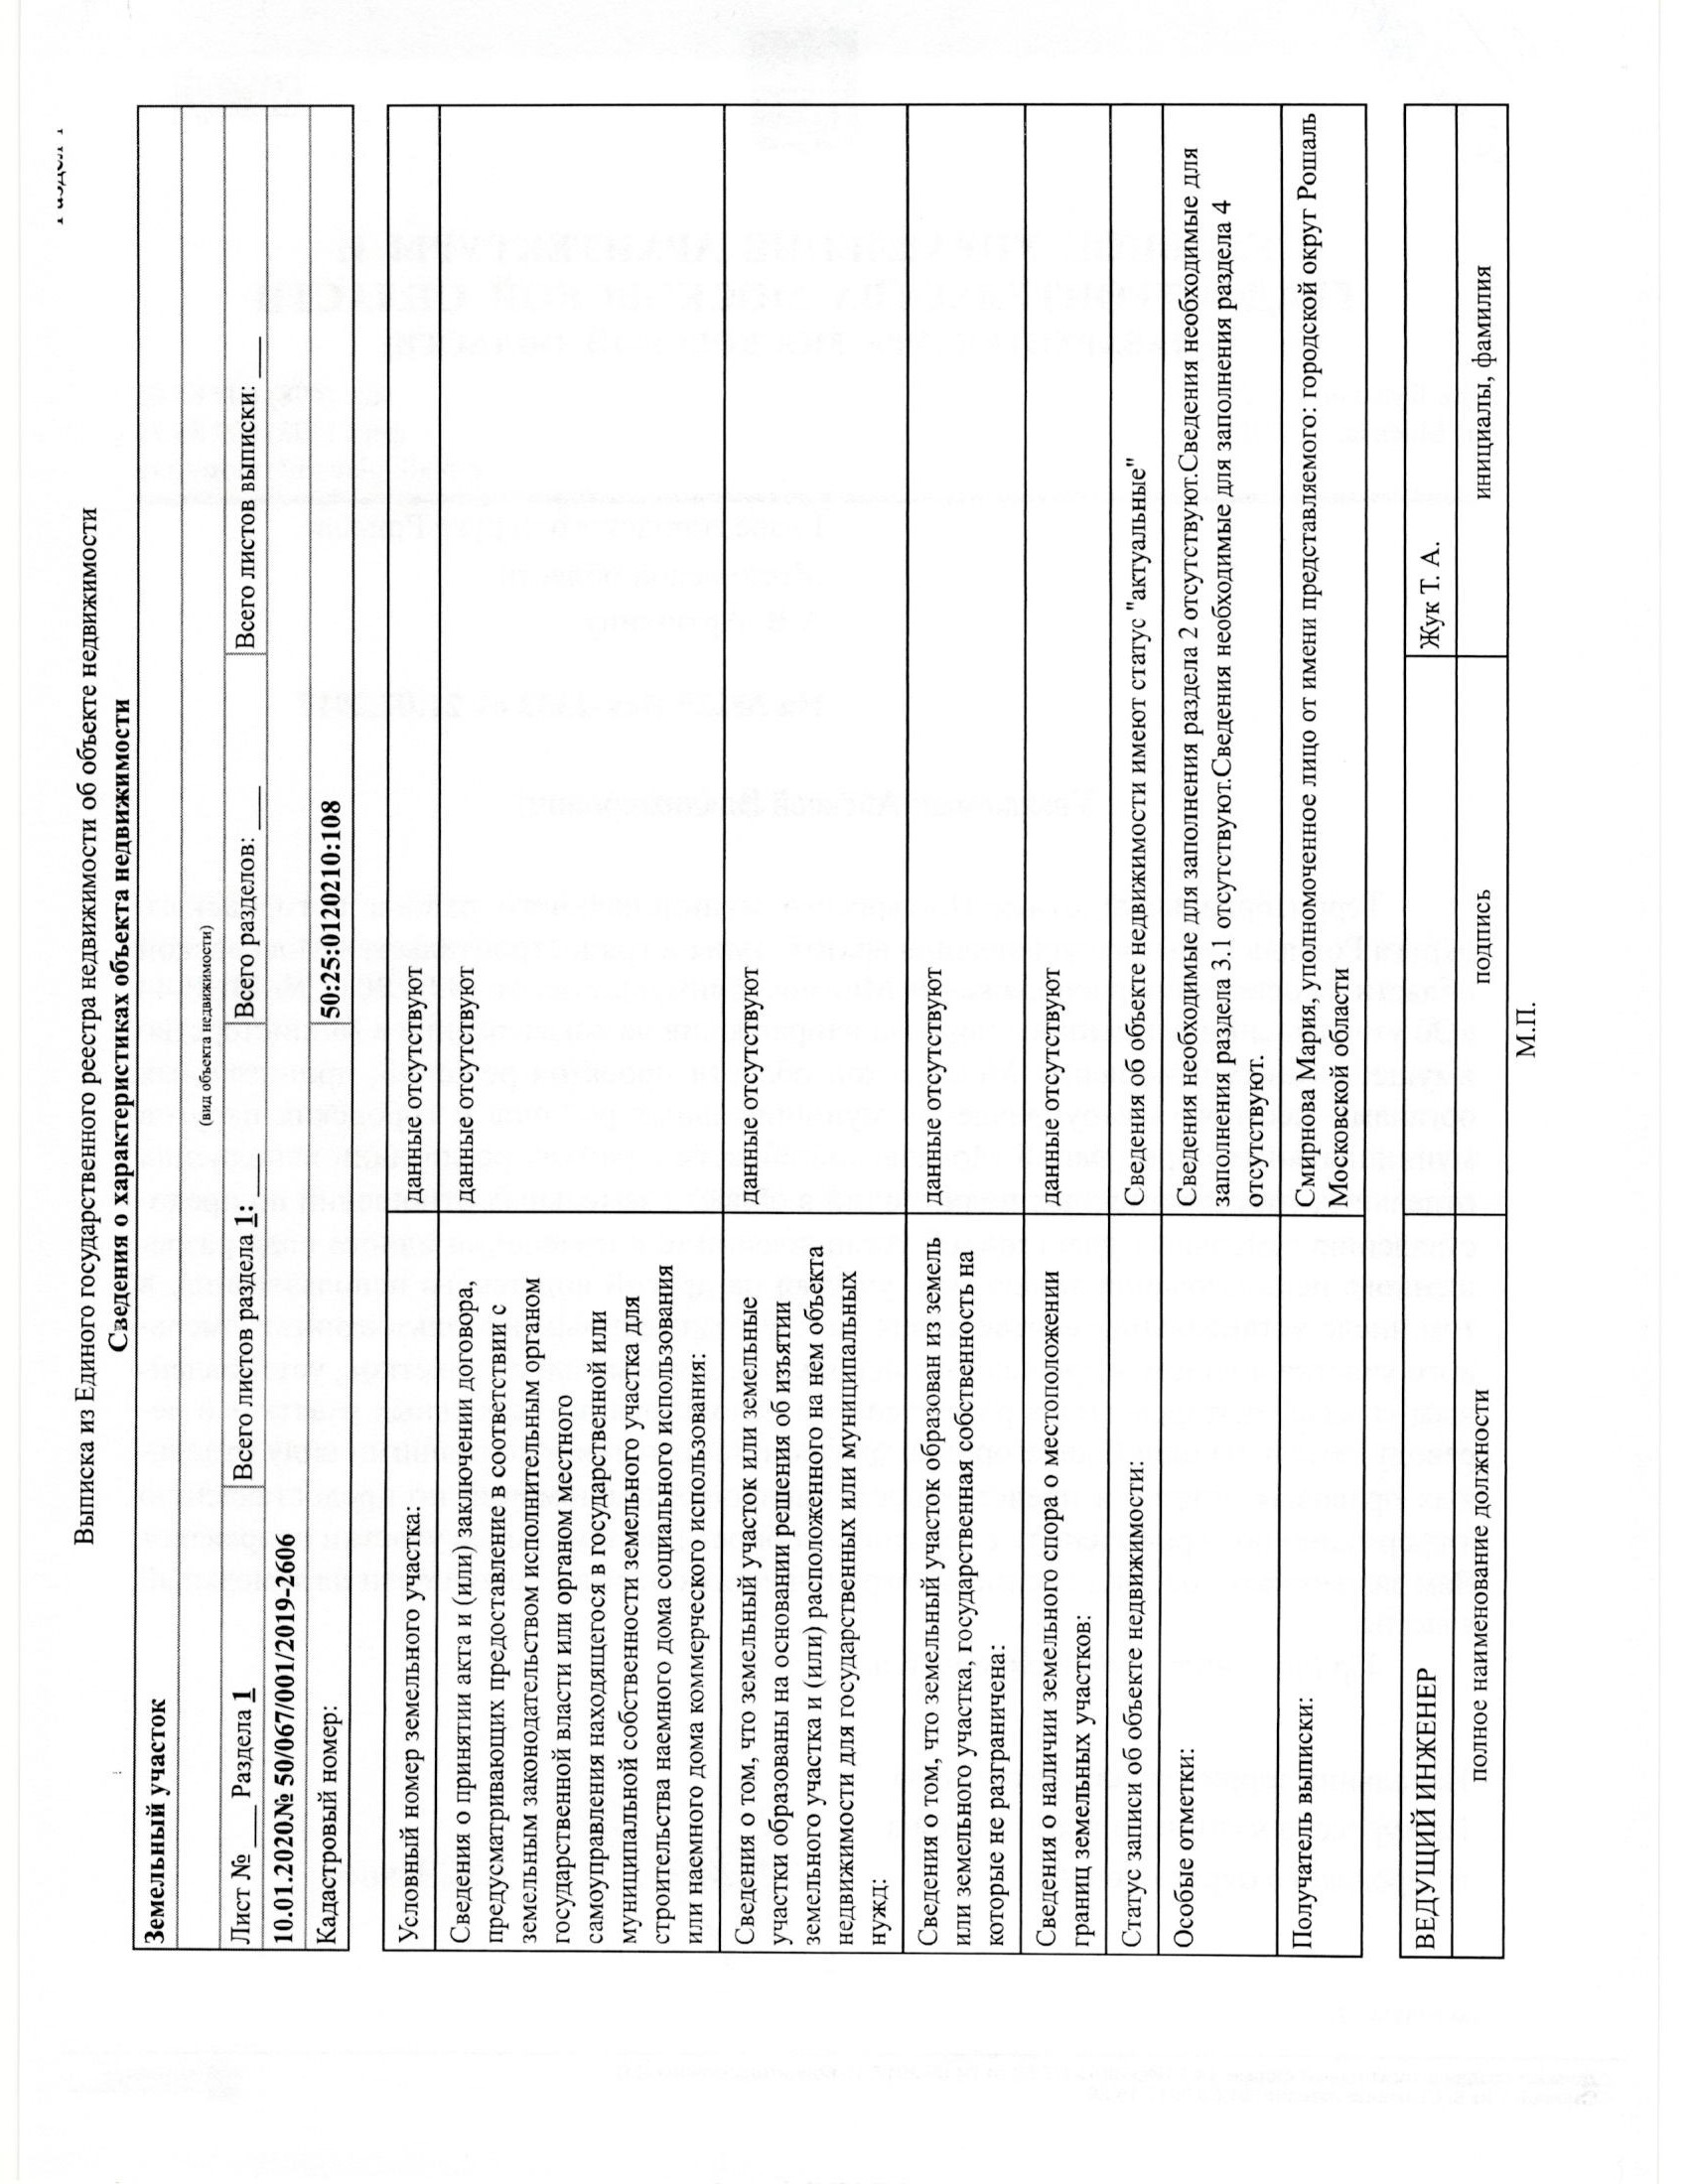 Раздел 1
Выписка из Единого государственного реестра недвижимости об объекте недвижимости
Сведения о характеристиках объекта недвижимости
Земельный участок
(вид объекта недвижимости)
Лист № ___ Раздела 1
Всего листов раздела 1: ___
Всего разделов: ___
Всего листов выписки: ___
10.01.2020№ 50/067/001/2019-2606
Кадастровый номер:
50:25:0120210:108
Условный номер земельного участка:
данные отсутствуют
Сведения о принятии акта и (или) заключении договора,
предусматривающих предоставление в соответствии с
земельным законодательством исполнительным органом
государственной власти или органом местного
самоуправления находящегося в государственной или
муниципальной собственности земельного участка для
строительства наемного дома социального использования
или наемного дома коммерческого использования:
данные отсутствуют
Сведения о том, что земельный участок или земельные
участки образованы на основании решения об изъятии
земельного участка и (или) расположенного на нем объекта
недвижимости для государственных или муниципальных
нужд:
данные отсутствуют
Сведения о том, что земельный участок образован из земель
или земельного участка, государственная собственность на
которые не разграничена:
данные отсутствуют
Сведения о наличии земельного спора о местоположении
границ земельных участков:
данные отсутствуют
Статус записи об объекте недвижимости:
Сведения об объекте недвижимости имеют статус "актуальные"
Особые отметки:
Сведения необходимые для заполнения раздела 2 отсутствуют.Сведения необходимые для
заполнения раздела 3.1 отсутствуют.Сведения необходимые для заполнения раздела 4
отсутствуют.
Получатель выписки:
Смирнова Мария, уполномоченное лицо от имени представляемого: городской округ Рошаль
Московской области
ВЕДУЩИЙ ИНЖЕНЕР
Жук Т. А.
полное наименование должности
подпись
инициалы, фамилия
М.П.